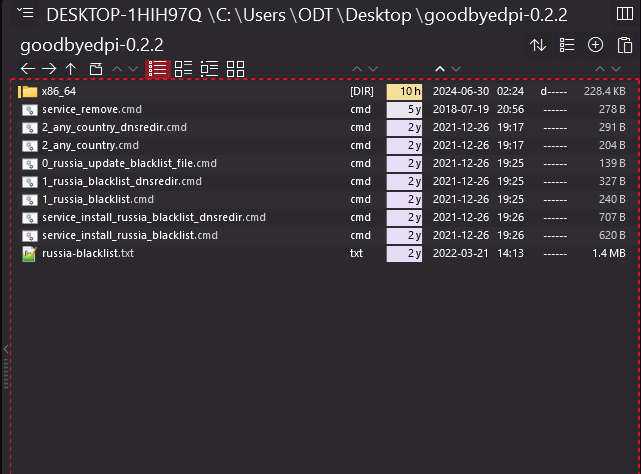 DESKTOP-1HIH97Q \C: \Users \ODT \Desktop \goodbyedpi-0.2.2
goodbyedpi-0.2.2
x86_64 [DIR] 10 h 2024-06-30 02:24 d----- 228.4 KB
service_remove.cmd cmd 5 y 2018-07-19 20:56 ------ 278 B
2_any_country_dnsredir.cmd cmd 2 y 2021-12-26 19:17 ------ 291 B
2_any_country.cmd cmd 2 y 2021-12-26 19:17 ------ 204 B
0_russia_update_blacklist_file.cmd cmd 2 y 2021-12-26 19:25 ------ 139 B
1_russia_blacklist_dnsredir.cmd cmd 2 y 2021-12-26 19:25 ------ 327 B
1_russia_blacklist.cmd cmd 2 y 2021-12-26 19:25 ------ 240 B
service_install_russia_blacklist_dnsredir.cmd cmd 2 y 2021-12-26 19:26 ------ 707 B
service_install_russia_blacklist.cmd cmd 2 y 2021-12-26 19:26 ------ 620 B
russia-blacklist.txt txt 2 y 2022-03-21 14:13 ------ 1.4 MB